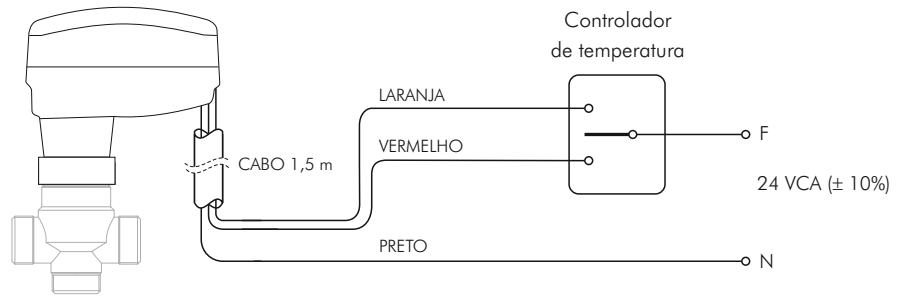 Controlador
de temperatura
LARANJA
F
VERMELHO
CABO 1,5 m
24 VCA (± 10%)
PRETO
N